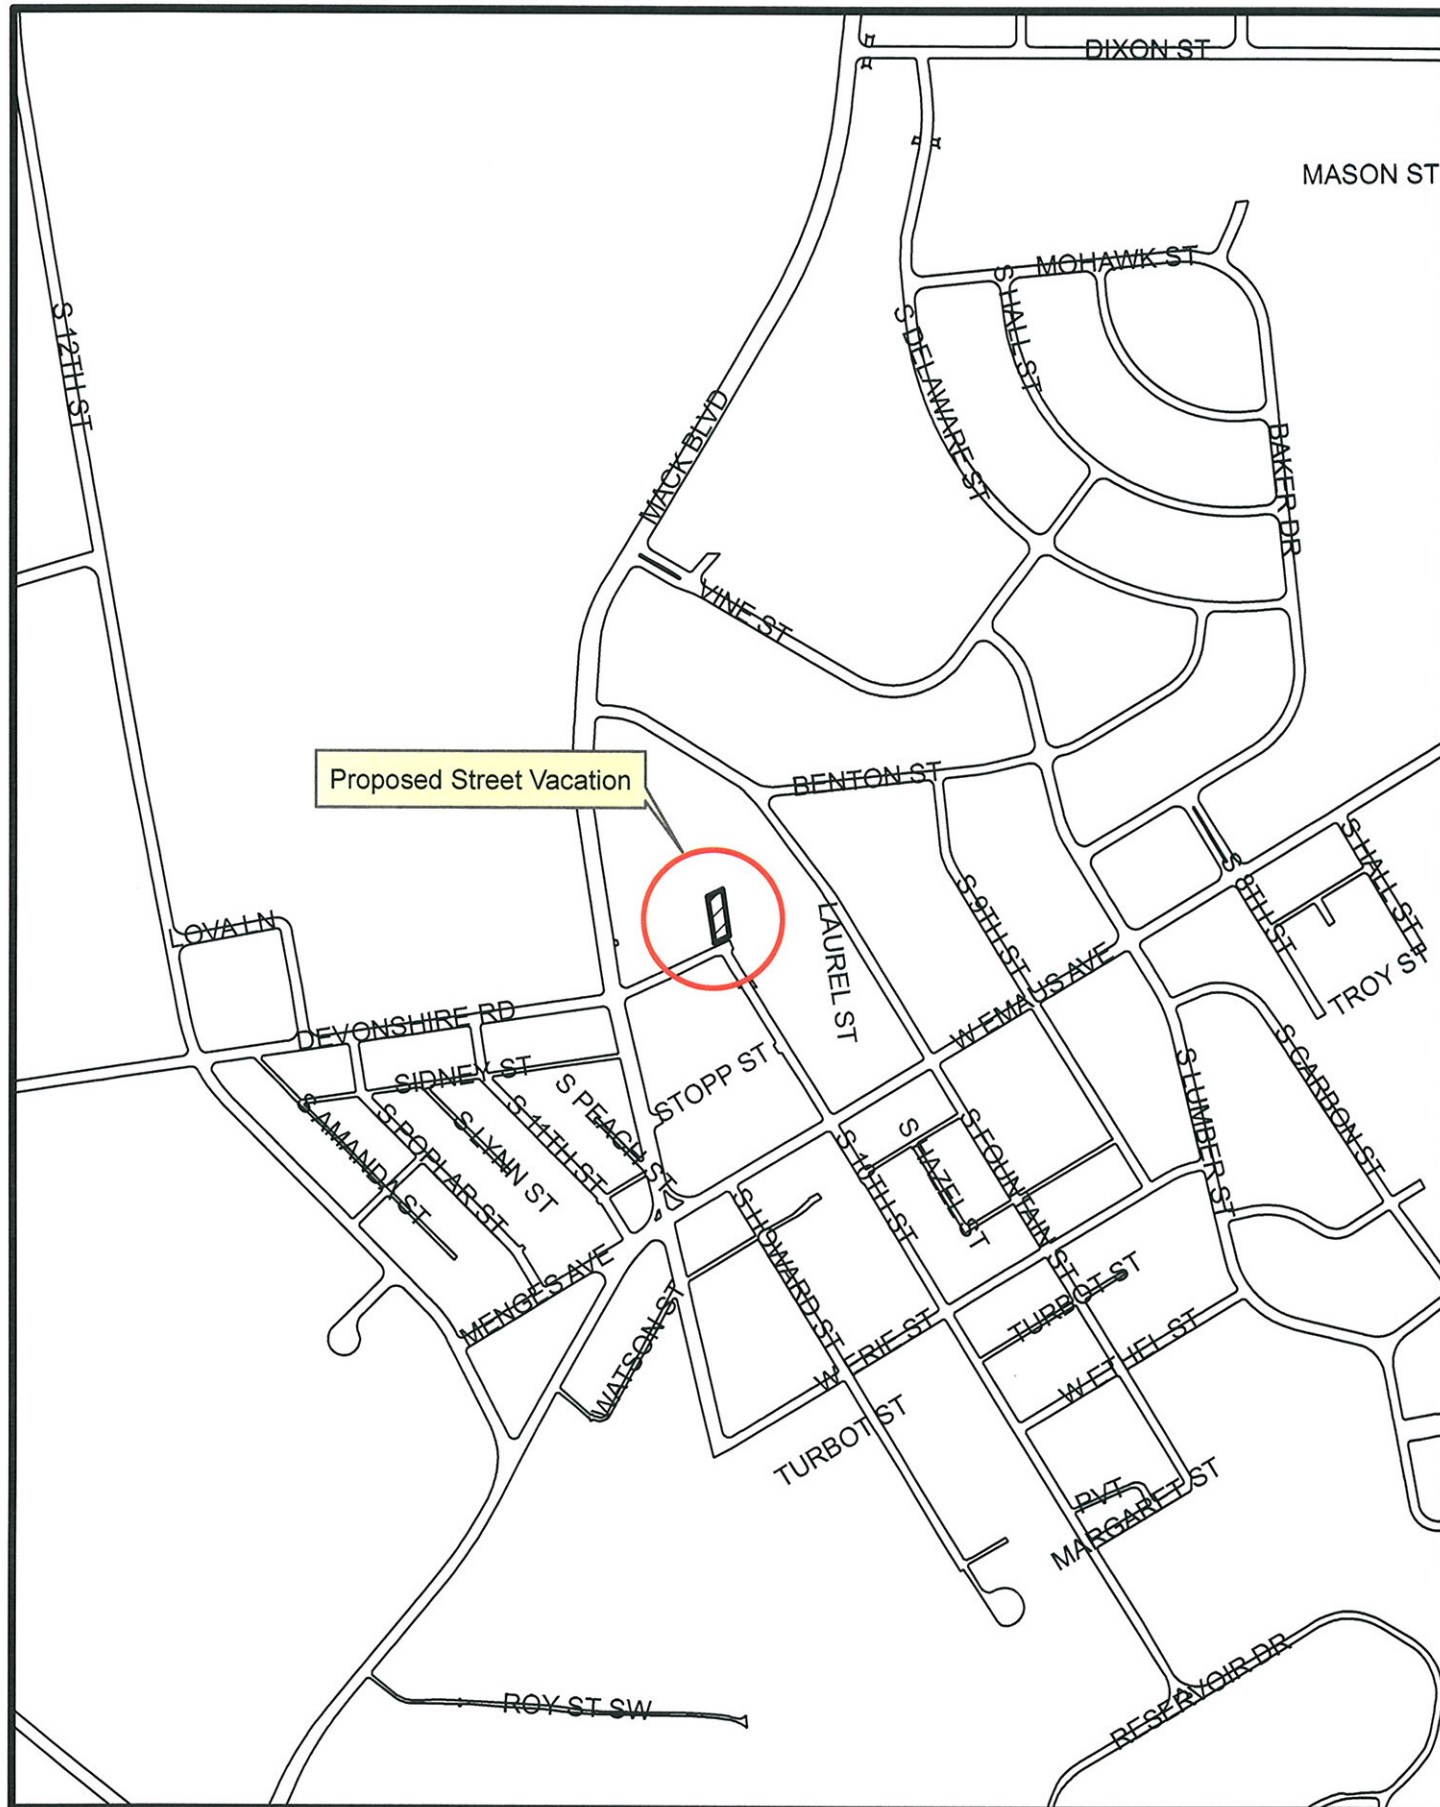 DIXON ST
MASON ST
MOHAWK ST
S HALL ST
S DELAWARE ST
S 12TH ST
MACK BLVD
BAKER DR
VINE ST
Proposed Street Vacation
BENTON ST
S HALL ST
S 8TH ST
S 9TH ST
LAUREL ST
LOVA LN
TROY ST
W EMAUS AVE
DEVONSHIRE RD
SIDNEY ST
STOPP ST
S PEACH ST
S CARBON ST
S LUMBER ST
S AMANDA ST
S POPLAR ST
S LYNN ST
S 11TH ST
S 10TH ST
S HAZEL ST
S FOUNTAIN ST
S HOWARD ST
MENGES AVE
WATSON ST
TURBOT ST
W ERIE ST
W ETHEL ST
TURBOT ST
PVT
MARGARET ST
RESERVOIR DR
ROY ST SW